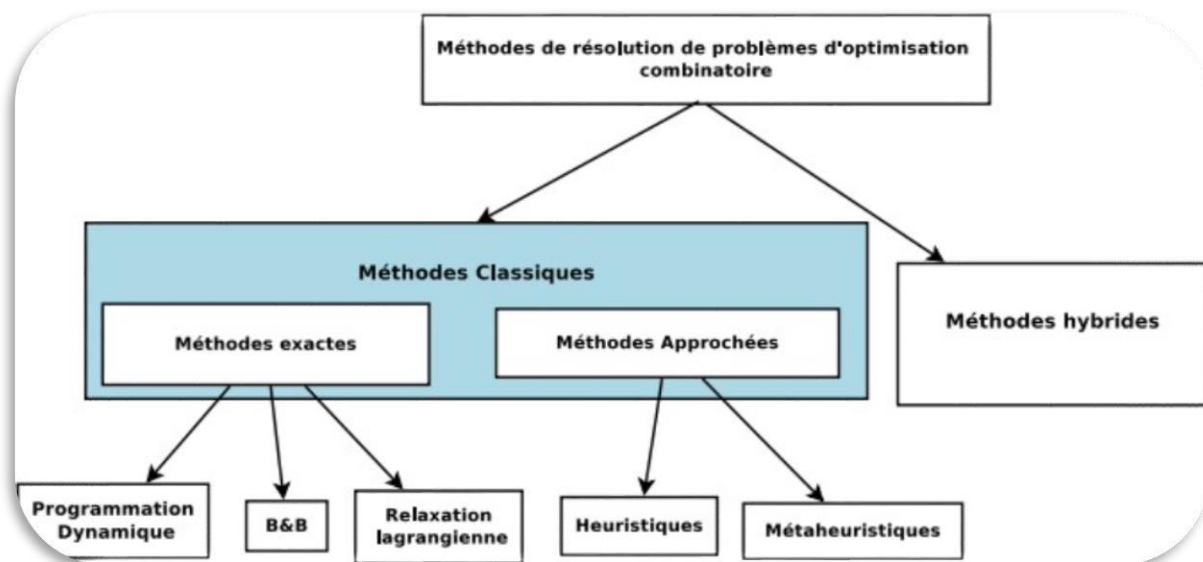 Méthodes de résolution de problèmes d'optimisation
combinatoire
Méthodes Classiques
Méthodes hybrides
Méthodes exactes
Méthodes Approchées
Programmation
Dynamique
B&B
Relaxation
lagrangienne
Heuristiques
Métaheuristiques